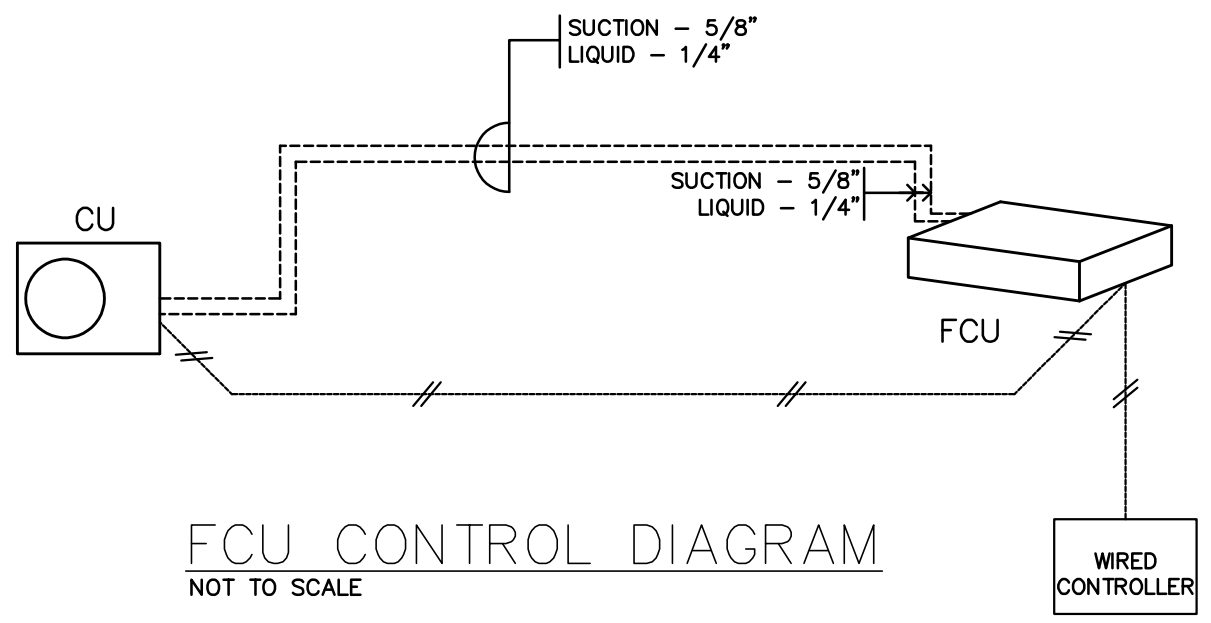 SUCTION – 5/8"
LIQUID – 1/4"
SUCTION – 5/8"
LIQUID – 1/4"
CU
FCU
FCU CONTROL DIAGRAM
NOT TO SCALE
WIRED
CONTROLLER